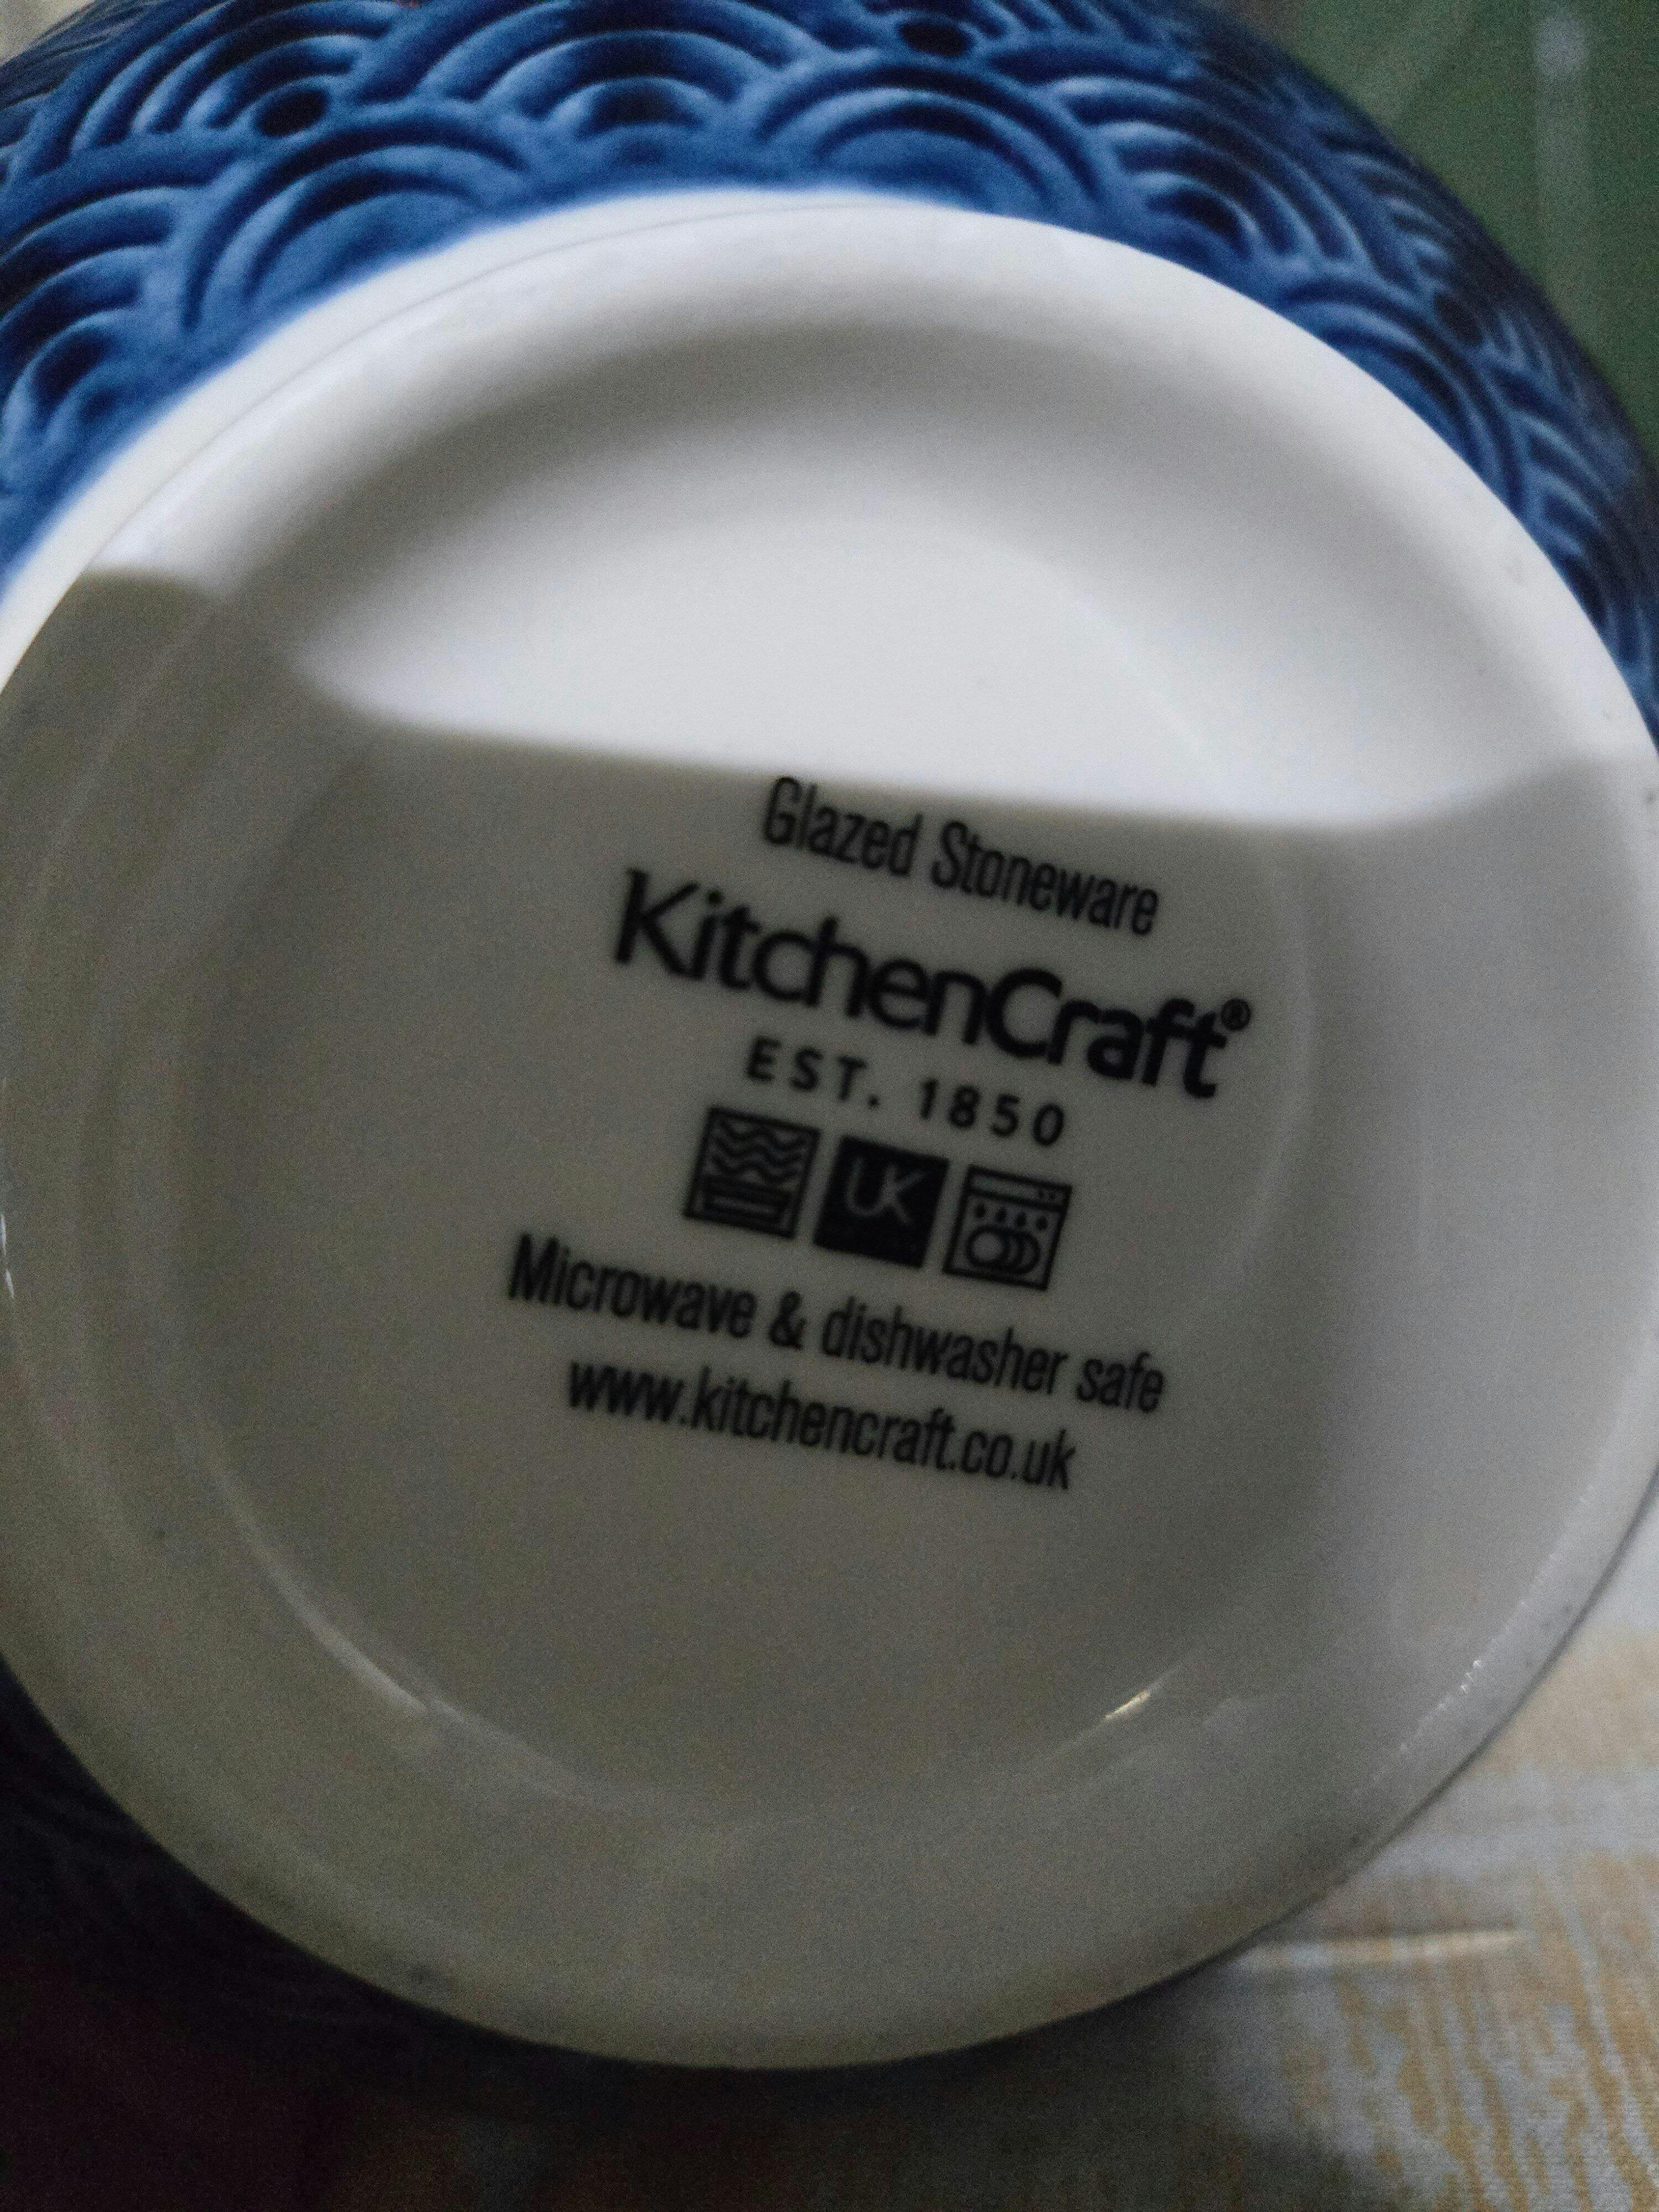 Glazed Stoneware
KitchenCraft®
EST. 1850
UK
Microwave & dishwasher safe
www.kitchencraft.co.uk